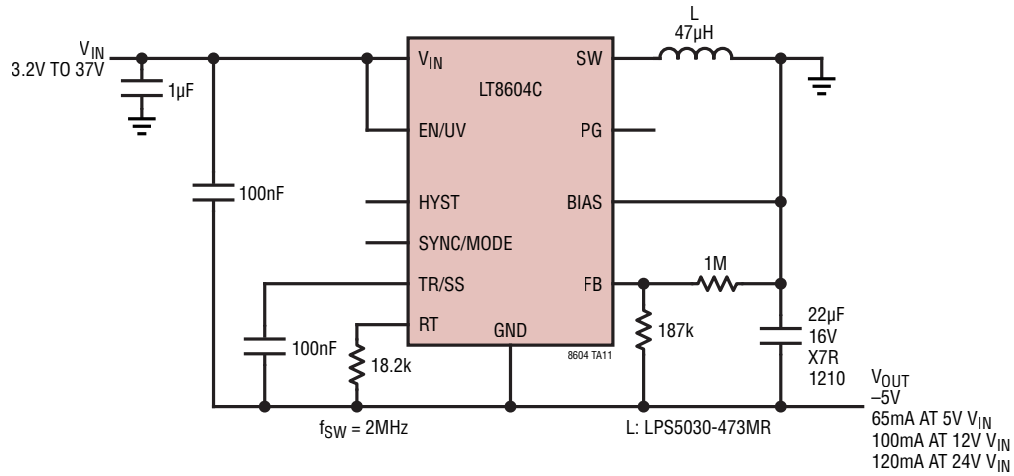 V_IN
3.2V TO 37V
1µF
100nF
100nF
18.2k
f_SW = 2MHz
V_IN
EN/UV
HYST
SYNC/MODE
TR/SS
RT
LT8604C
GND
SW
PG
BIAS
FB
8604 TA11
L
47µH
1M
187k
22µF
16V
X7R
1210
L: LPS5030-473MR
V_OUT
–5V
65mA AT 5V V_IN
100mA AT 12V V_IN
120mA AT 24V V_IN